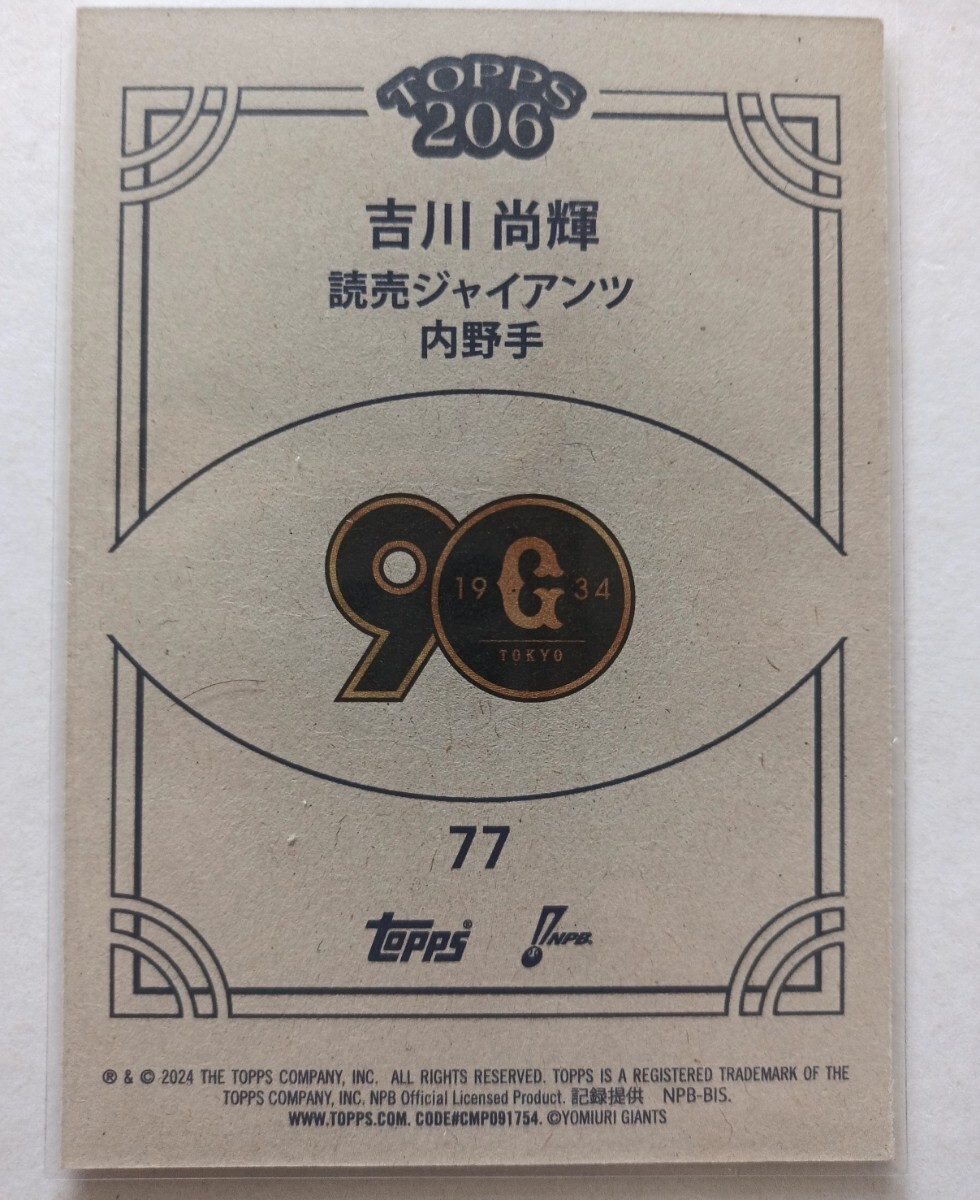 TOPPS
206
吉川 尚輝
読売ジャイアンツ
内野手
90
19 G 34
TOKYO
77
topps®
NPB
® & © 2024 THE TOPPS COMPANY, INC. ALL RIGHTS RESERVED. TOPPS IS A REGISTERED TRADEMARK OF THE
TOPPS COMPANY, INC. NPB Official Licensed Product. 記録提供 NPB-BIS.
WWW.TOPPS.COM. CODE#CMP091754. ©YOMIURI GIANTS